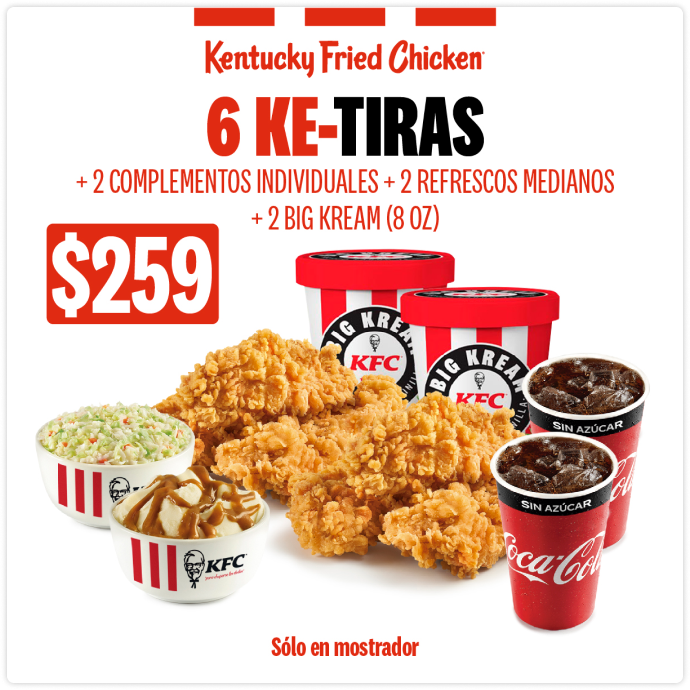 Kentucky Fried Chicken
6 KE-TIRAS
+ 2 COMPLEMENTOS INDIVIDUALES + 2 REFRESCOS MEDIANOS
+ 2 BIG KREAM (8 OZ)
$259
BIG KREAM
KFC
BIG KREAM
KFC
SIN AZÚCAR
SIN AZÚCAR
Coca-Cola
KFC
Sólo en mostrador